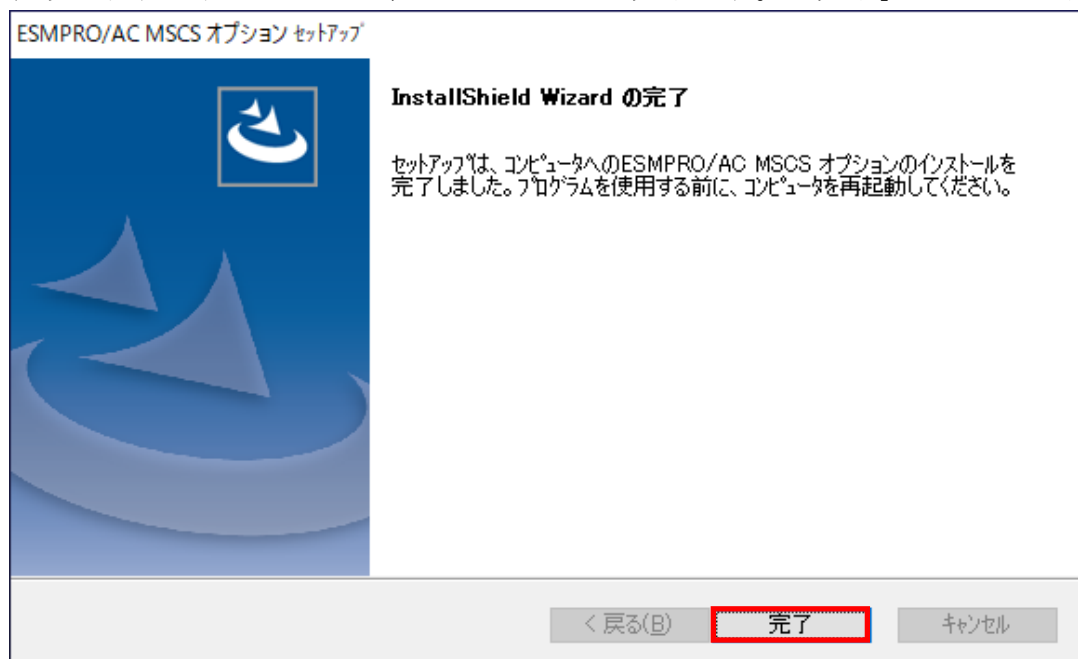 ESMPRO/AC MSCS オプション セットアップ
InstallShield Wizard の完了
セットアップは、コンピュータへのESMPRO/AC MSCS オプションのインストールを
完了しました。プログラムを使用する前に、コンピュータを再起動してください。
< 戻る(B)
完了
キャンセル